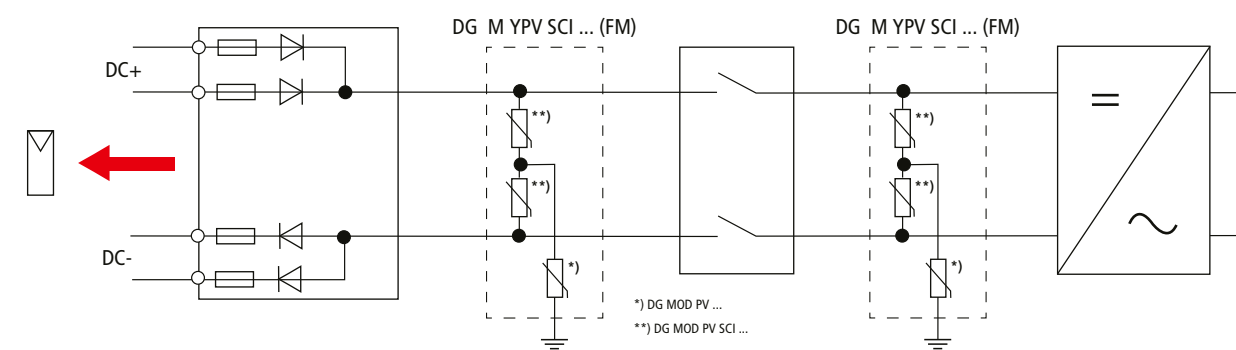 DG M YPV SCI ... (FM)
DG M YPV SCI ... (FM)
DC+
**)
**)
**)
**)
DC-
*)
*)
*) DG MOD PV ...
**) DG MOD PV SCI ...